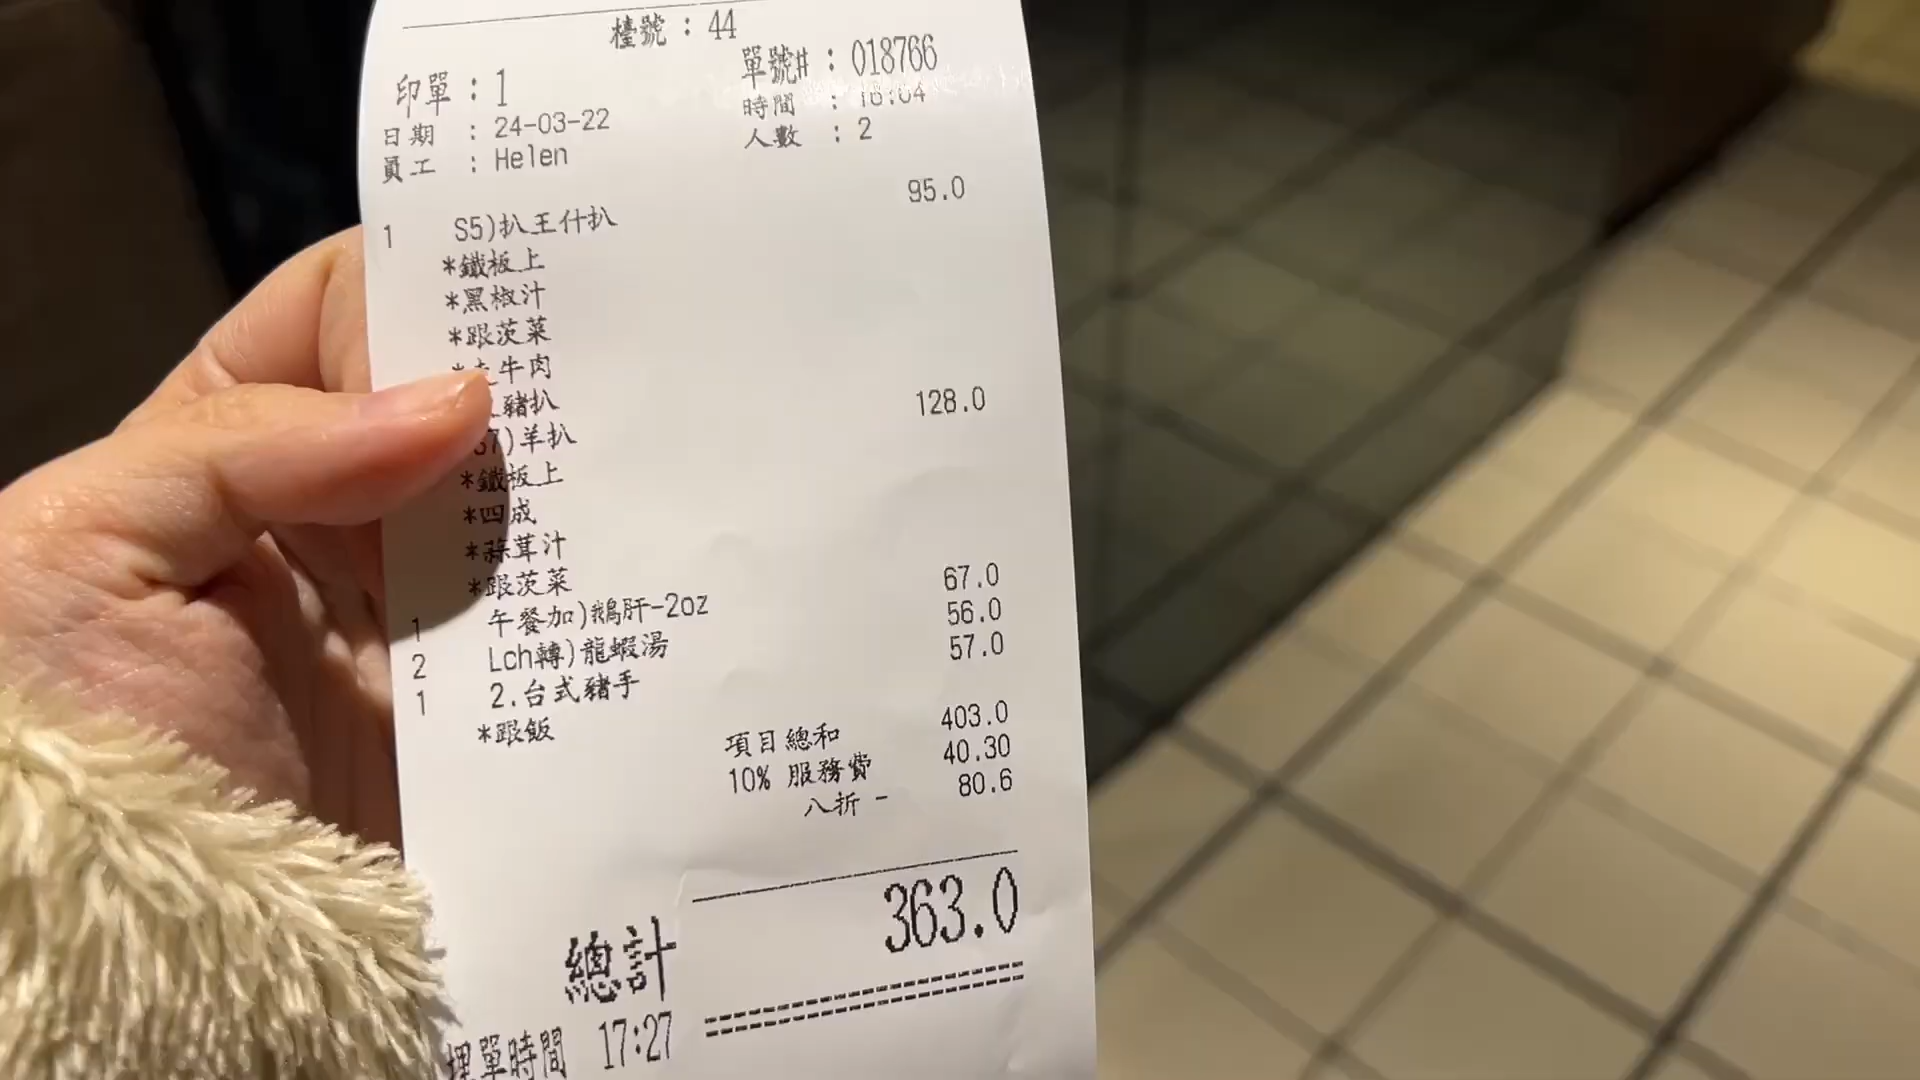 檯號 : 44
印單 : 1 單號# : 018766
日期 : 24-03-22 時間 : 16:04
員工 : Helen 人數 : 2
1 S5)扒王什扒 95.0
*鐵板上
*黑椒汁
*跟茨菜
牛肉
豬扒
S7)羊扒 128.0
*鐵板上
*四成
*蒜茸汁
*跟茨菜
1 午餐加)鵝肝-2oz 67.0
2 Lch轉)龍蝦湯 56.0
1 2.台式豬手 57.0
*跟飯
項目總和 403.0
10% 服務費 40.30
八折 - 80.6
總計 363.0
埋單時間 17:27